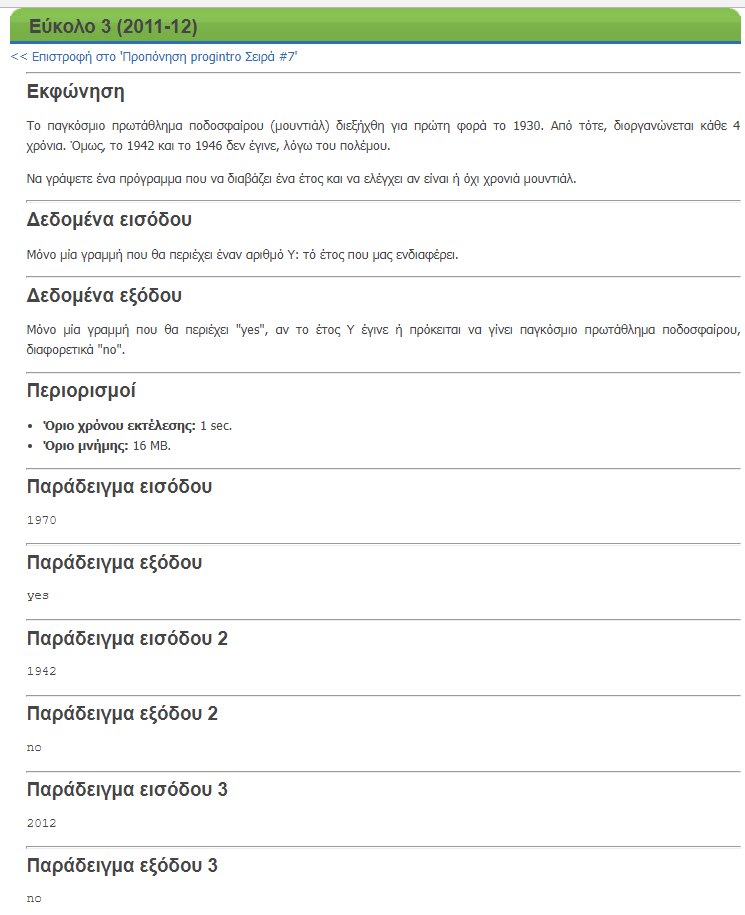 Εύκολο 3 (2011-12)
<< Επιστροφή στο 'Προπόνηση progintro Σειρά #7'
Εκφώνηση
Το παγκόσμιο πρωτάθλημα ποδοσφαίρου (μουντιάλ) διεξήχθη για πρώτη φορά το 1930. Από τότε, διοργανώνεται κάθε 4
χρόνια. Όμως, το 1942 και το 1946 δεν έγινε, λόγω του πολέμου.
Να γράψετε ένα πρόγραμμα που να διαβάζει ένα έτος και να ελέγχει αν είναι ή όχι χρονιά μουντιάλ.
Δεδομένα εισόδου
Μόνο μία γραμμή που θα περιέχει έναν αριθμό Y: τό έτος που μας ενδιαφέρει.
Δεδομένα εξόδου
Μόνο μία γραμμή που θα περιέχει "yes", αν το έτος Y έγινε ή πρόκειται να γίνει παγκόσμιο πρωτάθλημα ποδοσφαίρου,
διαφορετικά "no".
Περιορισμοί
• Όριο χρόνου εκτέλεσης: 1 sec.
• Όριο μνήμης: 16 MB.
Παράδειγμα εισόδου
1970
Παράδειγμα εξόδου
yes
Παράδειγμα εισόδου 2
1942
Παράδειγμα εξόδου 2
no
Παράδειγμα εισόδου 3
2012
Παράδειγμα εξόδου 3
no